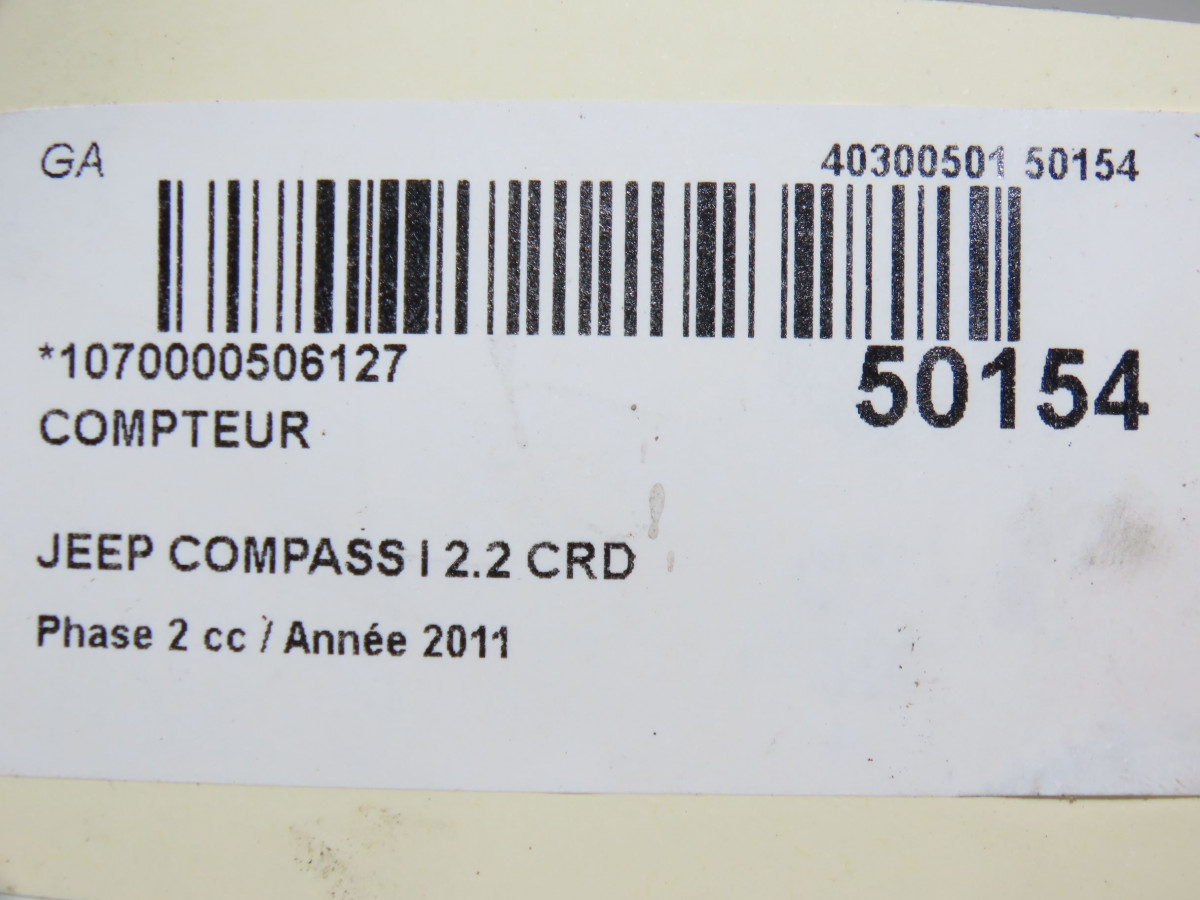 GA
40300501 50154
*1070000506127
50154
COMPTEUR
JEEP COMPASS I 2.2 CRD
Phase 2 cc / Année 2011